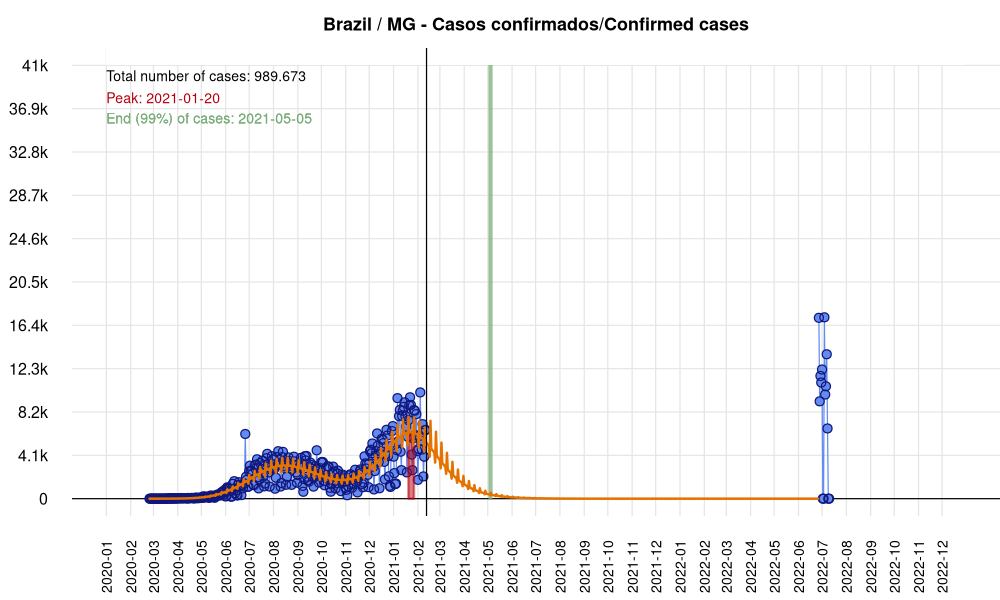 Brazil / MG - Casos confirmados/Confirmed cases
41k
Total number of cases: 989.673
Peak: 2021-01-20
End (99%) of cases: 2021-05-05
36.9k
32.8k
28.7k
24.6k
20.5k
16.4k
12.3k
8.2k
4.1k
0
2020-01
2020-02
2020-03
2020-04
2020-05
2020-06
2020-07
2020-08
2020-09
2020-10
2020-11
2020-12
2021-01
2021-02
2021-03
2021-04
2021-05
2021-06
2021-07
2021-08
2021-09
2021-10
2021-11
2021-12
2022-01
2022-02
2022-03
2022-04
2022-05
2022-06
2022-07
2022-08
2022-09
2022-10
2022-11
2022-12